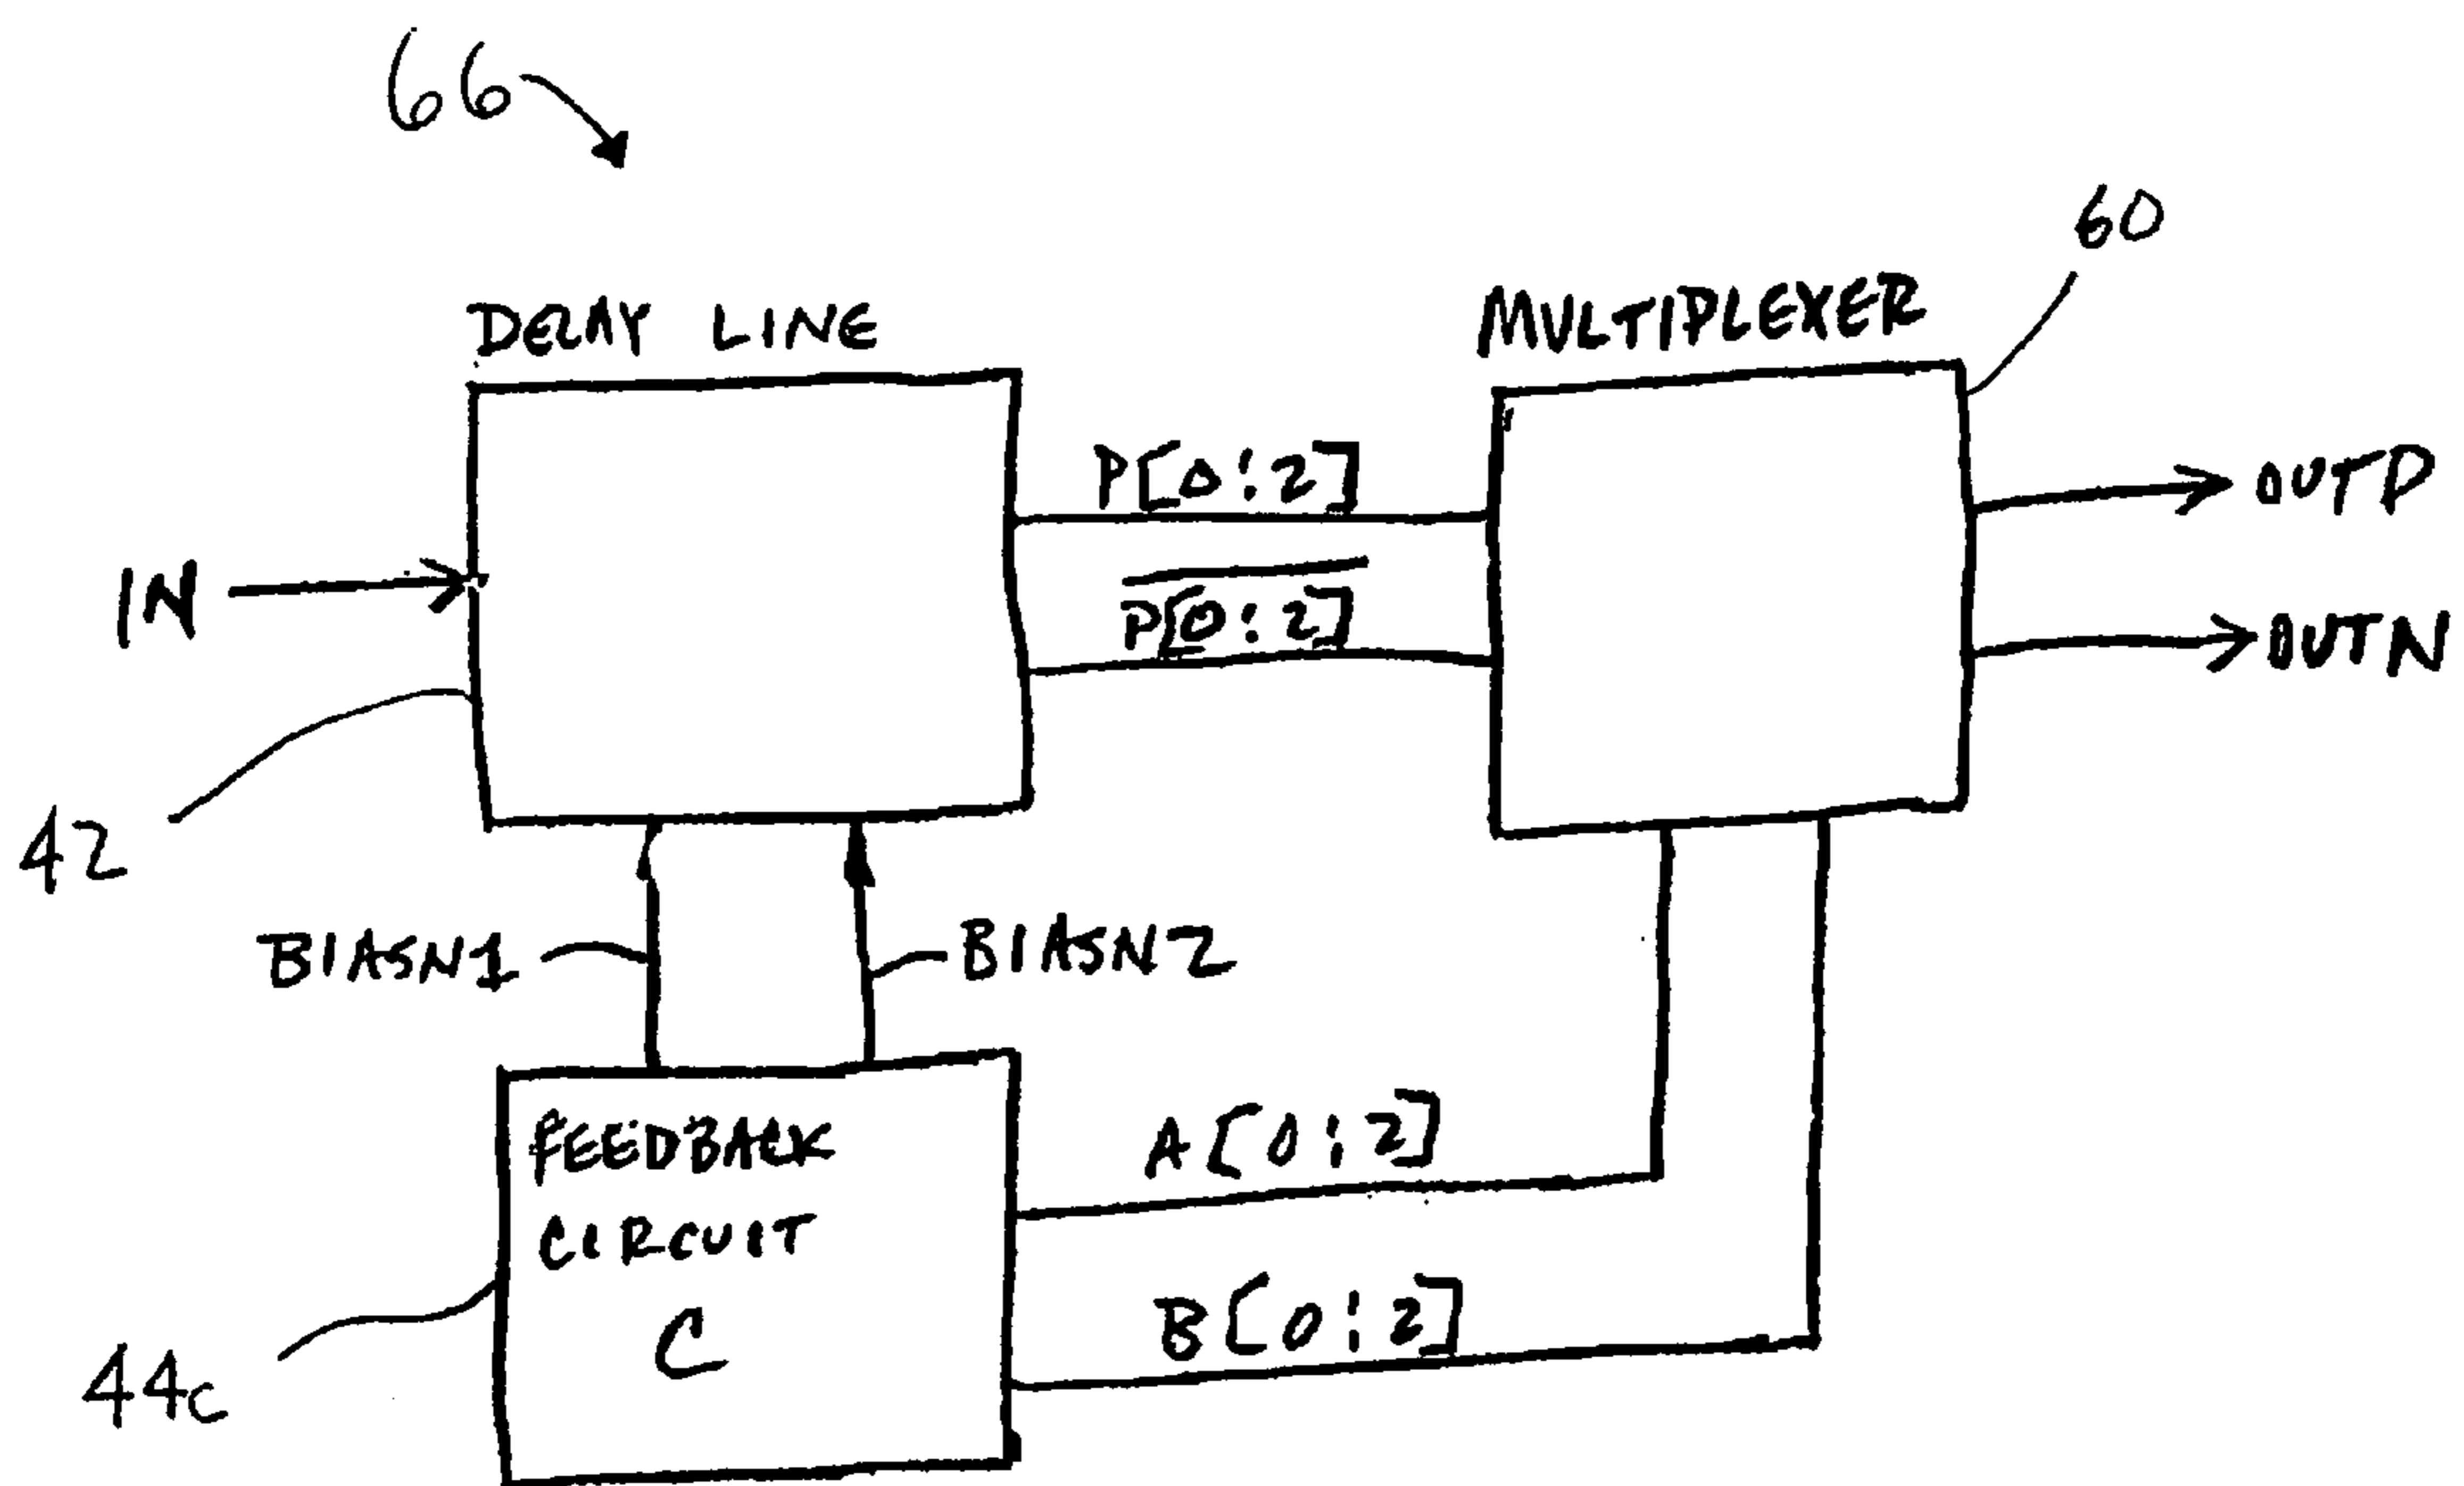 66
60
DELAY LINE
MULTIPLEXER
P[0:2]
OUTP
IN
P[0:2]
OUTN
42
BIASN1
BIASN2
FEEDBACK
CIRCUIT
C
A[0:2]
B[0:2]
44c